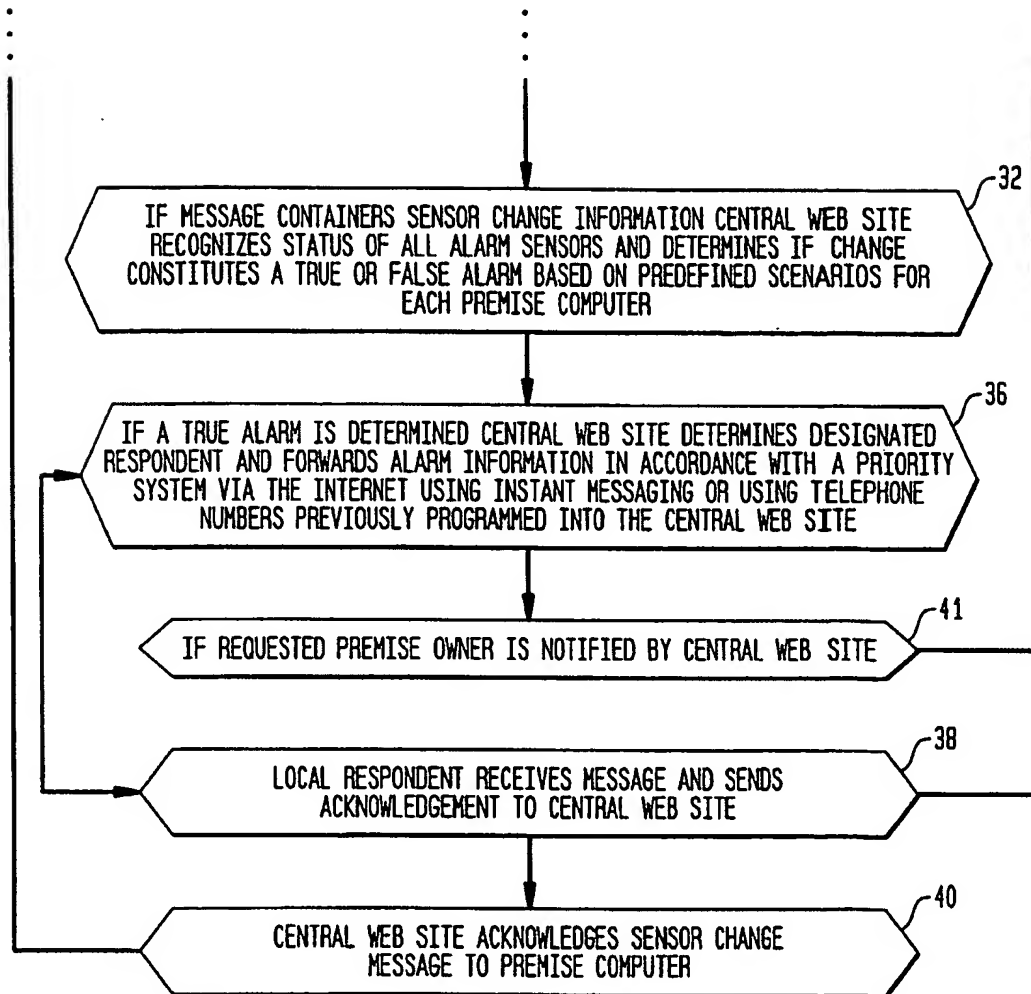 32
IF MESSAGE CONTAINERS SENSOR CHANGE INFORMATION CENTRAL WEB SITE
RECOGNIZES STATUS OF ALL ALARM SENSORS AND DETERMINES IF CHANGE
CONSTITUTES A TRUE OR FALSE ALARM BASED ON PREDEFINED SCENARIOS FOR
EACH PREMISE COMPUTER
36
IF A TRUE ALARM IS DETERMINED CENTRAL WEB SITE DETERMINES DESIGNATED
RESPONDENT AND FORWARDS ALARM INFORMATION IN ACCORDANCE WITH A PRIORITY
SYSTEM VIA THE INTERNET USING INSTANT MESSAGING OR USING TELEPHONE
NUMBERS PREVIOUSLY PROGRAMMED INTO THE CENTRAL WEB SITE
41
IF REQUESTED PREMISE OWNER IS NOTIFIED BY CENTRAL WEB SITE
38
LOCAL RESPONDENT RECEIVES MESSAGE AND SENDS
ACKNOWLEDGEMENT TO CENTRAL WEB SITE
40
CENTRAL WEB SITE ACKNOWLEDGES SENSOR CHANGE
MESSAGE TO PREMISE COMPUTER